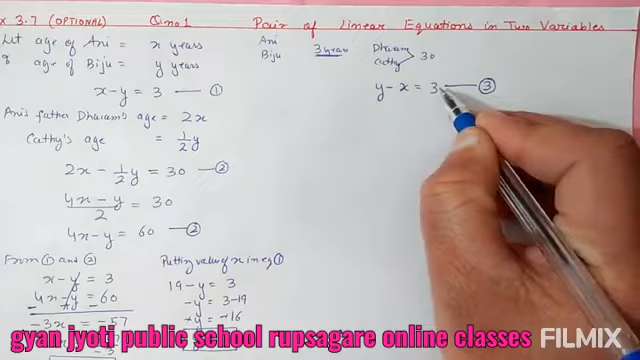 x 3.7 (OPTIONAL) Q.no 1 Pair of Linear Equations in Two Variables
Let age of Ani = x years
& age of Biju = y years
x-y = 3 — ①
Ani's father Dharam's age = 2x
Cathy's age = 1/2 y
2x - 1/2 y = 30 — ②
4x-y/2 = 30
4x-y = 60 — ②
From ① and ②
x-y = 3
4x-y = 60
-3x = -57
Putting value of x in eq ①
19-y = 3
-y = 3-19
-y = -16
Ani
Biju 3 years
Dharam
Cathy 30
y-x = 3 — ③
gyan jyoti public school rupsagare online classes
FILMIX